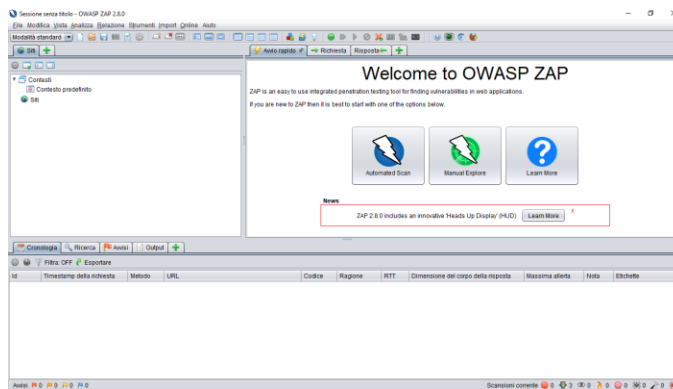 Sessione senza titolo - OWASP ZAP 2.8.0
File Modifica Vista Analizza Relazione Strumenti Import Online Aiuto
Modalità standard
Siti
Avvio rapido
Richiesta
Risposta
Contesti
Contesto predefinito
Siti
Welcome to OWASP ZAP
ZAP is an easy to use integrated penetration testing tool for finding vulnerabilities in web applications.
If you are new to ZAP then it is best to start with one of the options below.
Automated Scan
Manual Explore
Learn More
News
ZAP 2.8.0 includes an innovative 'Heads Up Display' (HUD)
Learn More
x
Cronologia
Ricerca
Avvisi
Output
Filtra: OFF
Esportare
Id Timestamp della richiesta Metodo URL Codice Ragione RTT Dimensione del corpo della risposta Massima allerta Nota Etichette
Avvisi 0 0 0 0
Scansioni corrente 0 3 0 0 0 0 0